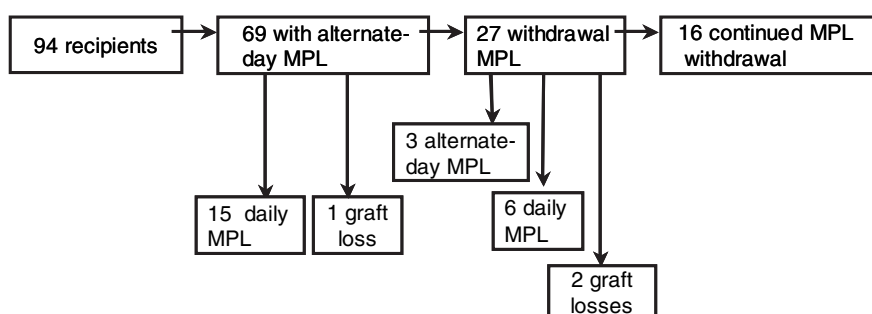 94 recipients
69 with alternate-
day MPL
27 withdrawal
MPL
16 continued MPL
withdrawal
3 alternate-
day MPL
15 daily
MPL
1 graft
loss
6 daily
MPL
2 graft
losses